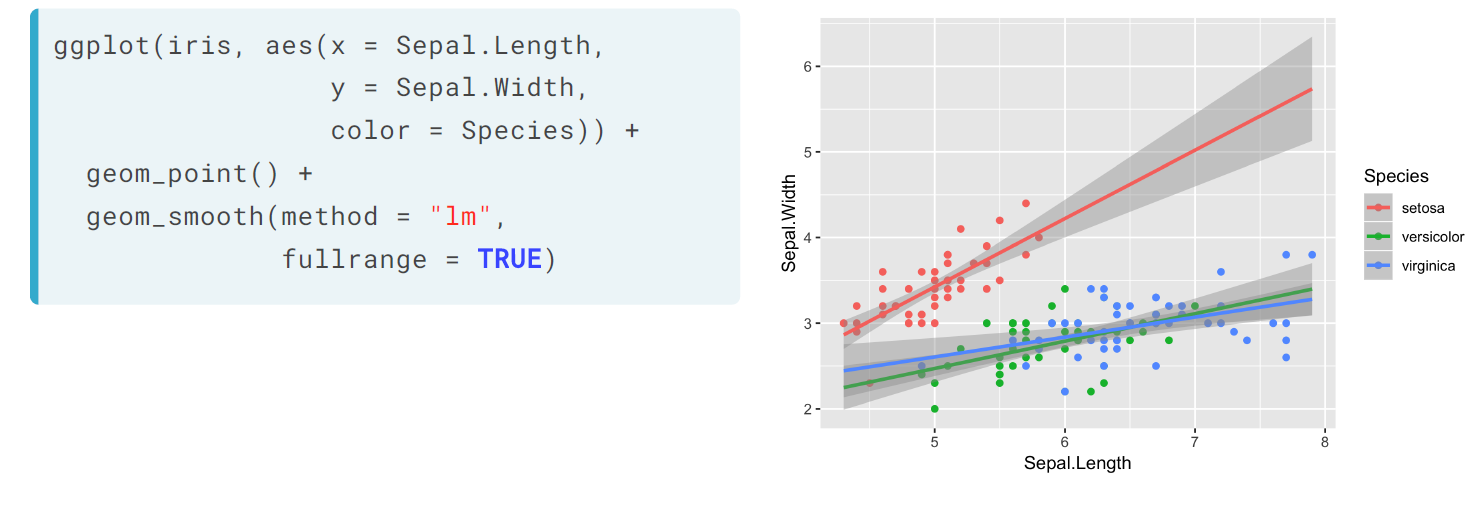 ggplot(iris, aes(x = Sepal.Length,
y = Sepal.Width,
color = Species)) +
geom_point() +
geom_smooth(method = "lm",
fullrange = TRUE)
6
5
4
3
2
Sepal.Width
5 6 7 8
Sepal.Length
Species
setosa
versicolor
virginica